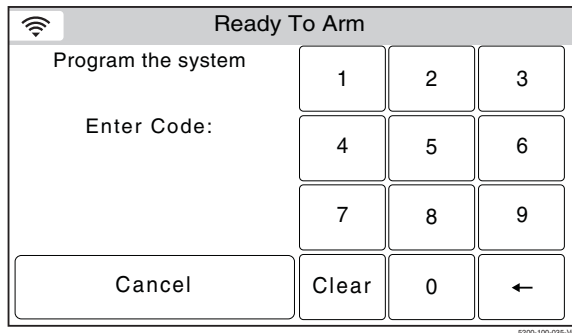 Ready To Arm
Program the system
Enter Code:
1 2 3
4 5 6
7 8 9
Cancel Clear 0 ←